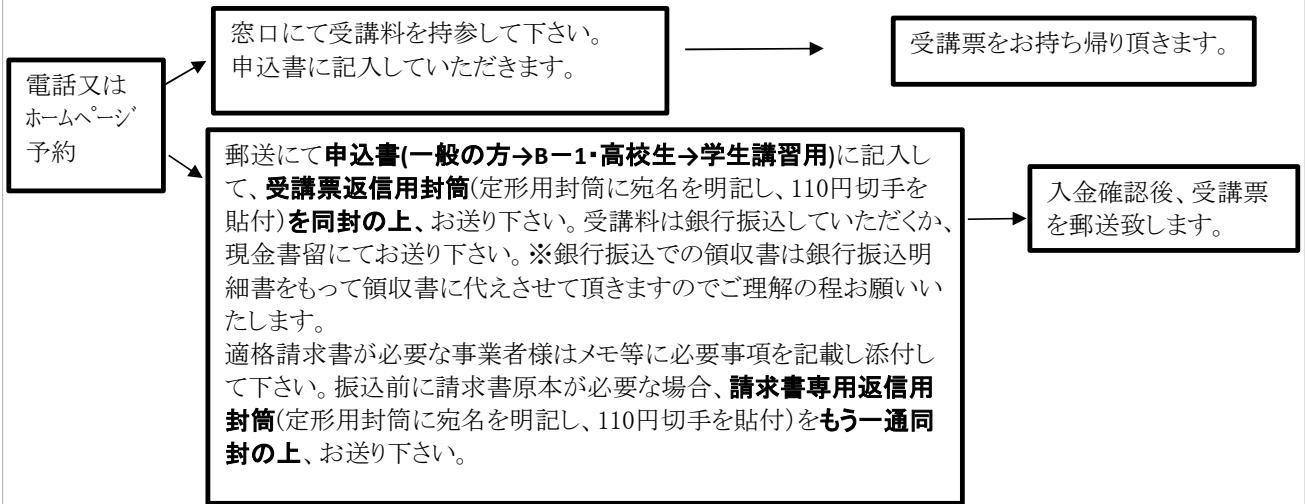 電話又は
ホームページ
予約
窓口にて受講料を持参して下さい。
申込書に記入していただきます。
受講票をお持ち帰り頂きます。
郵送にて申込書(一般の方→B－1・高校生→学生講習用)に記入し
て、受講票返信用封筒(定形用封筒に宛名を明記し、110円切手を
貼付)を同封の上、お送り下さい。受講料は銀行振込していただくか、
現金書留にてお送り下さい。※銀行振込での領収書は銀行振込明
細書をもって領収書に代えさせて頂きますのでご理解の程お願いい
たします。
適格請求書が必要な事業者様はメモ等に必要事項を記載し添付し
て下さい。振込前に請求書原本が必要な場合、請求書専用返信用
封筒(定形用封筒に宛名を明記し、110円切手を貼付)をもう一通同
封の上、お送り下さい。
入金確認後、受講票
を郵送致します。